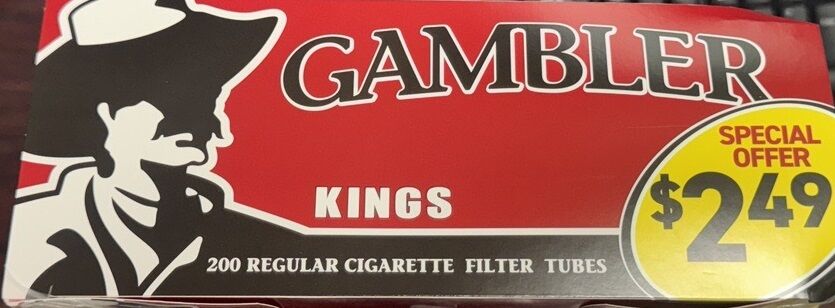 GAMBLER
SPECIAL
OFFER
$2.49
KINGS
200 REGULAR CIGARETTE FILTER TUBES